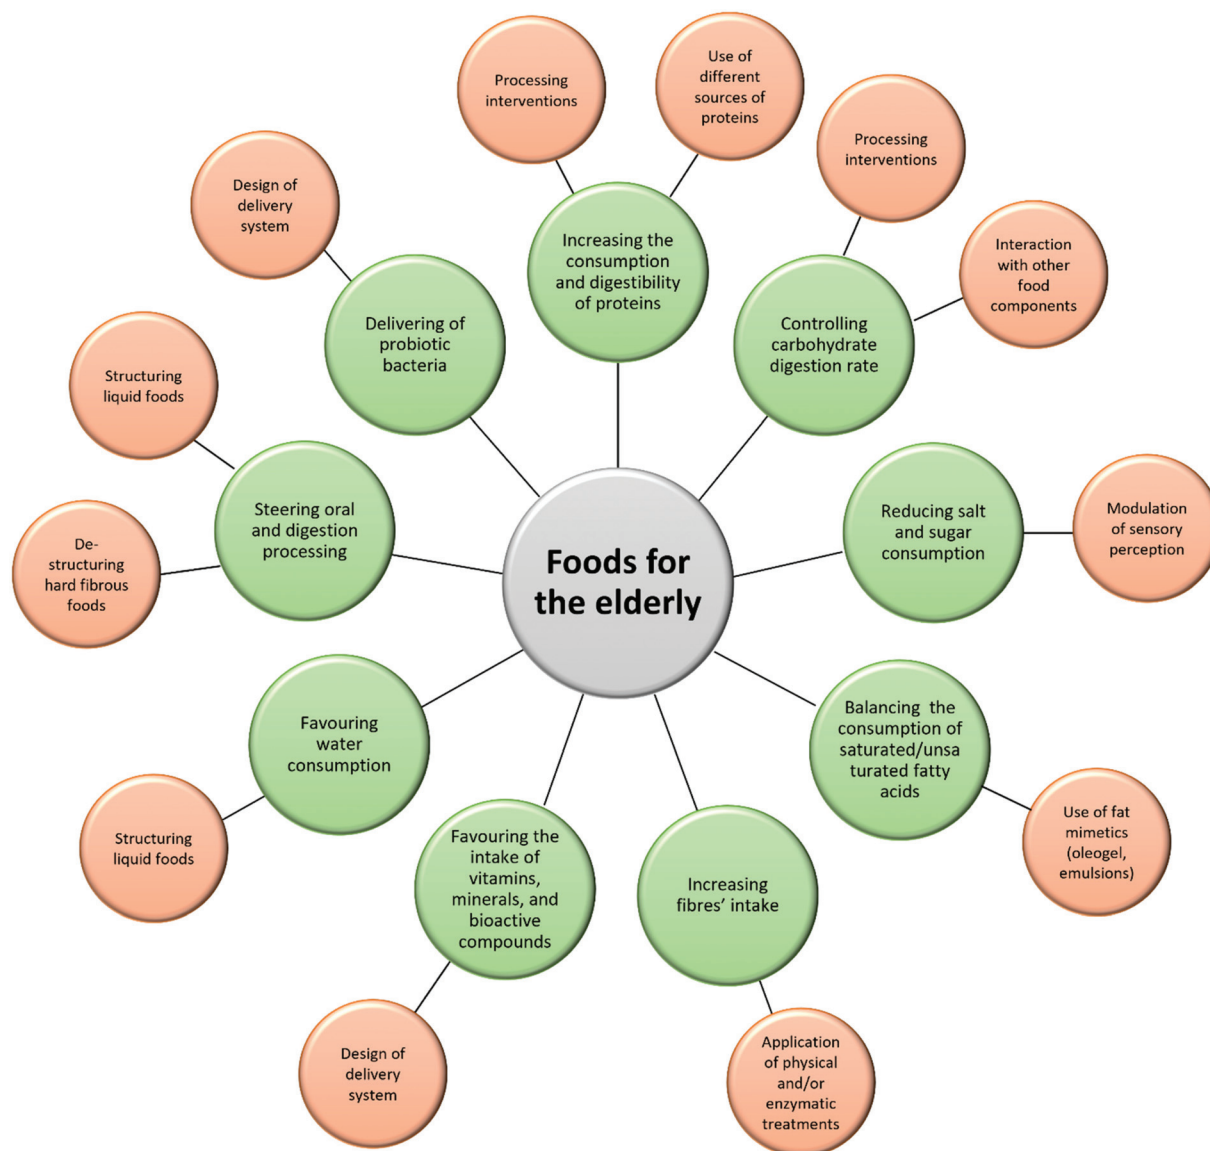 Foods for
the elderly
Increasing the
consumption
and digestibility
of proteins
Processing
interventions
Use of
different
sources of
proteins
Controlling
carbohydrate
digestion rate
Processing
interventions
Interaction
with other
food
components
Reducing salt
and sugar
consumption
Modulation
of sensory
perception
Balancing  the
consumption of
saturated/unsa
turated fatty
acids
Use of fat
mimetics
(oleogel,
emulsions)
Increasing
fibres’ intake
Application
of physical
and/or
enzymatic
treatments
Favouring the
intake of
vitamins,
minerals, and
bioactive
compounds
Design of
delivery
system
Favouring
water
consumption
Structuring
liquid foods
Steering oral
and digestion
processing
De-
structuring
hard fibrous
foods
Structuring
liquid foods
Delivering of
probiotic
bacteria
Design of
delivery
system